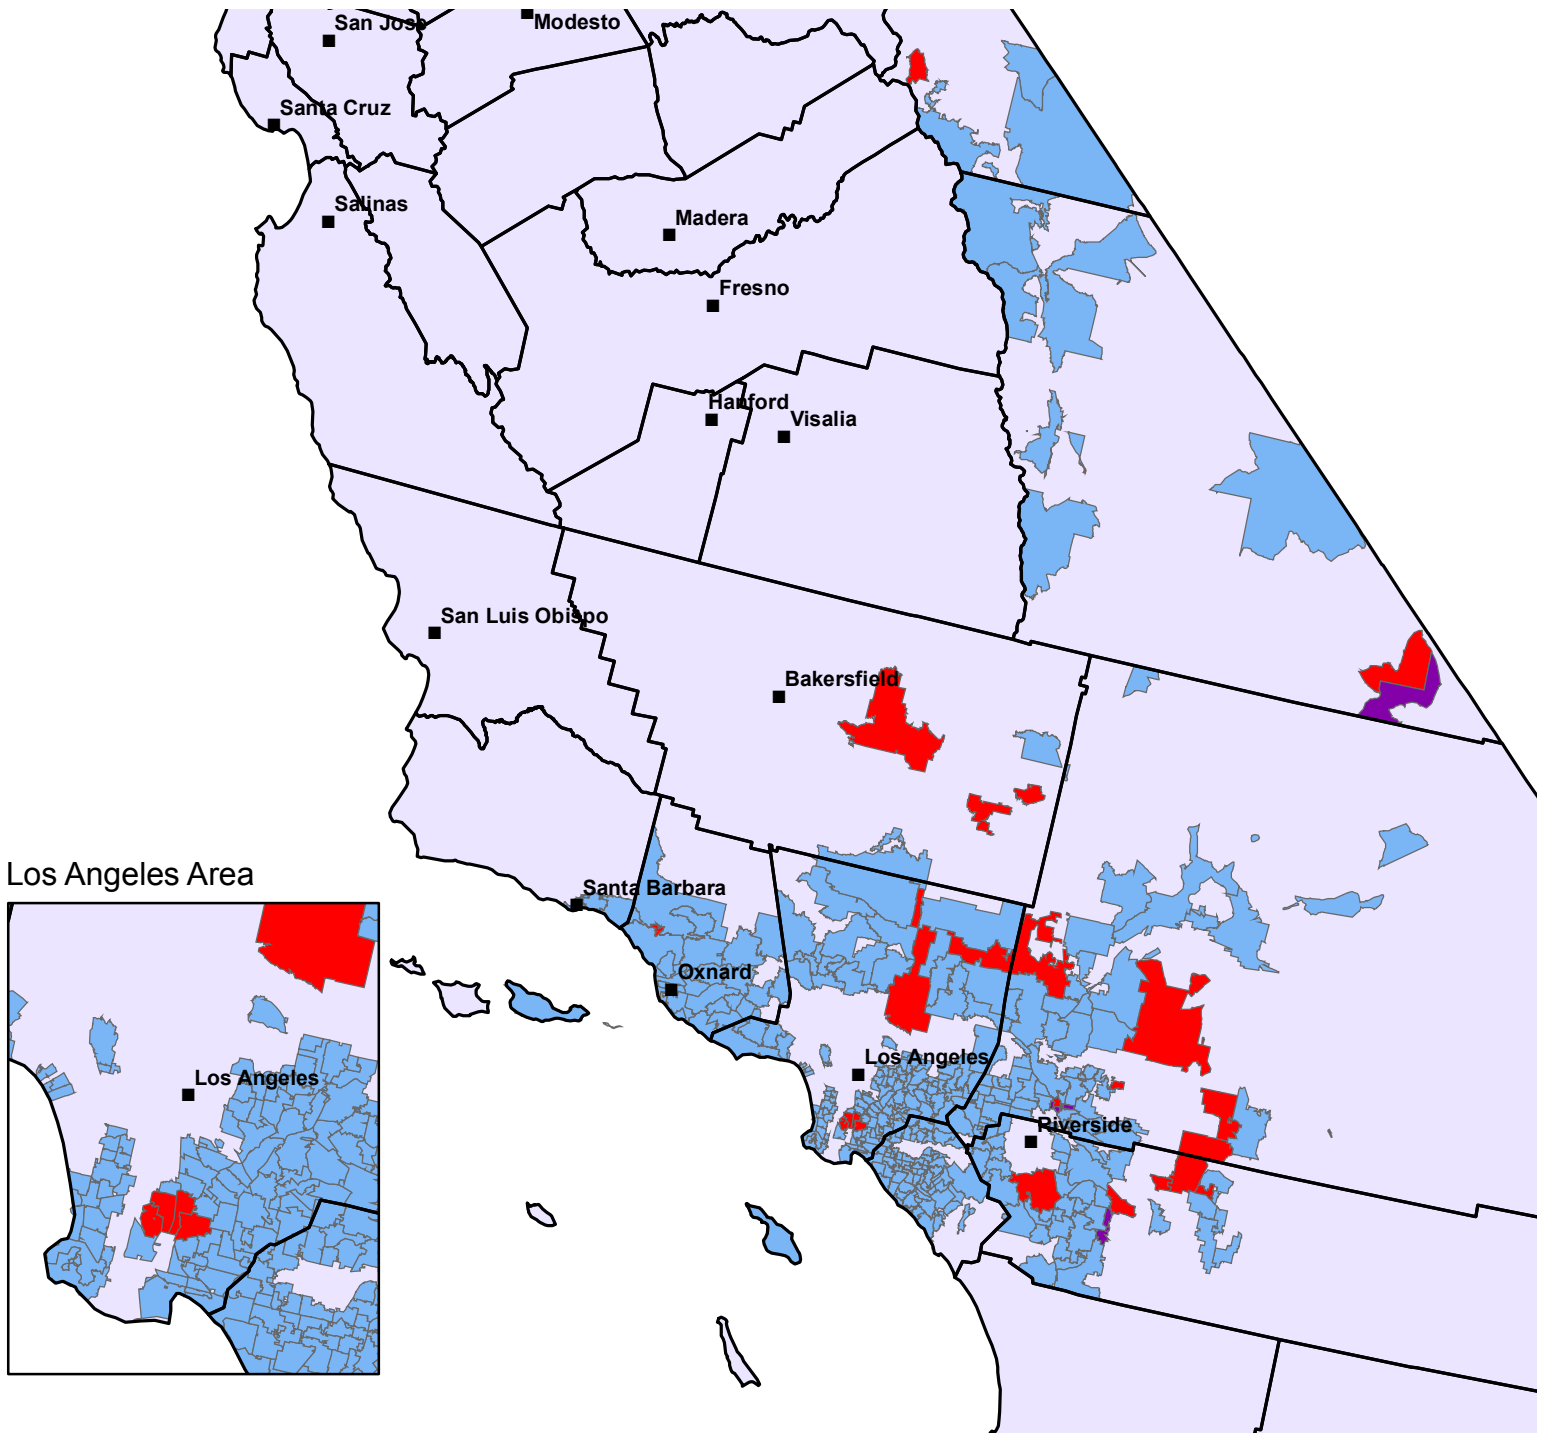 San Jose
Modesto
Santa Cruz
Salinas
Madera
Fresno
Hanford
Visalia
San Luis Obispo
Bakersfield
Los Angeles Area
Santa Barbara
Oxnard
Los Angeles
Los Angeles
Riverside